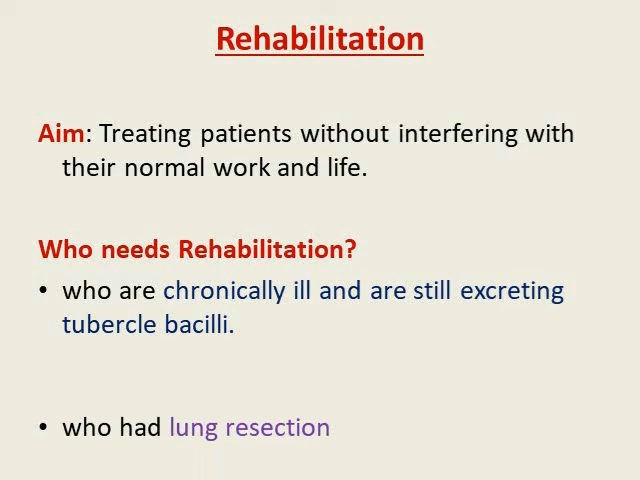 Rehabilitation
Aim: Treating patients without interfering with
their normal work and life.
Who needs Rehabilitation?
• who are chronically ill and are still excreting
tubercle bacilli.
• who had lung resection